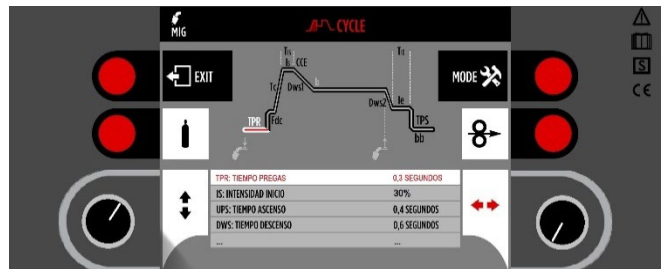 MIG
CYCLE
EXIT
MODE
Is CCE
Tc
Dws1
Dws2
Ie
Fdc
TPR
TPS
bb
TPR: TIENPO PREGAS 0,3 SEGUNDOS
IS: INTENSIDAD INICIO 30%
UPS: TIEMPO ASCENSO 0,4 SEGUNDOS
DWS: TIEMPO DESCENSO 0,6 SEGUNDOS
... ...
S
CE